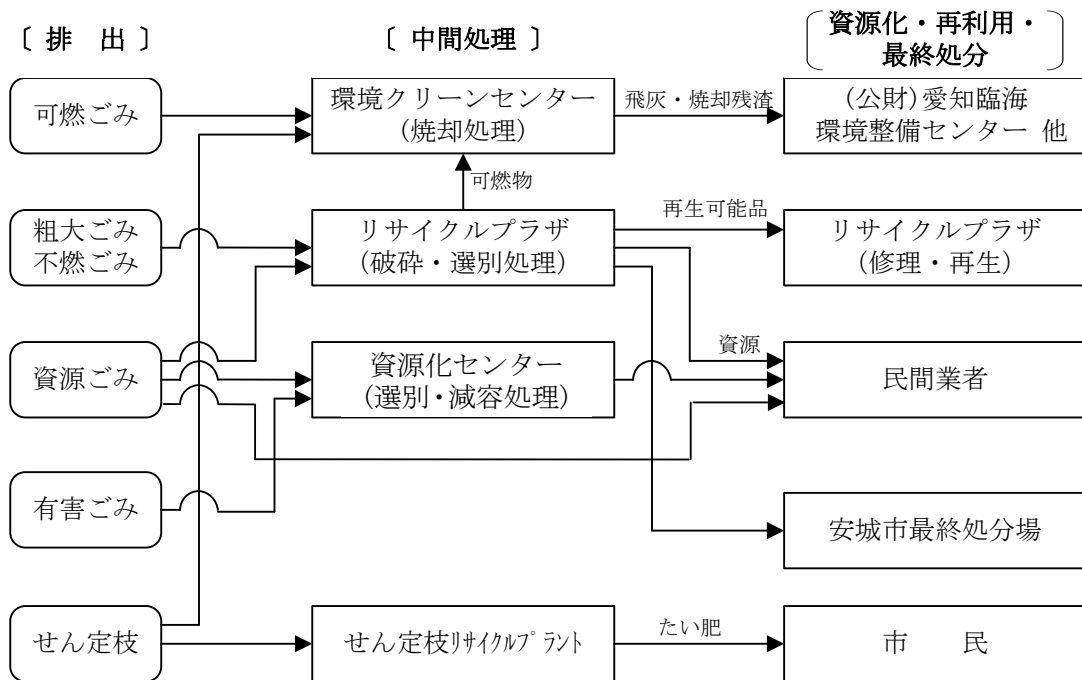 〔 排 出 〕
〔 中間処理 〕
資源化・再利用・
最終処分
可燃ごみ
環境クリーンセンター
(焼却処理)
飛灰・焼却残渣
(公財)愛知臨海
環境整備センター 他
可燃物
粗大ごみ
不燃ごみ
リサイクルプラザ
(破砕・選別処理)
再生可能品
リサイクルプラザ
(修理・再生)
資源ごみ
資源化センター
(選別・減容処理)
資源
民間業者
有害ごみ
安城市最終処分場
せん定枝
せん定枝ﾘｻｲｸﾙﾌﾟﾗﾝﾄ
たい肥
市 民